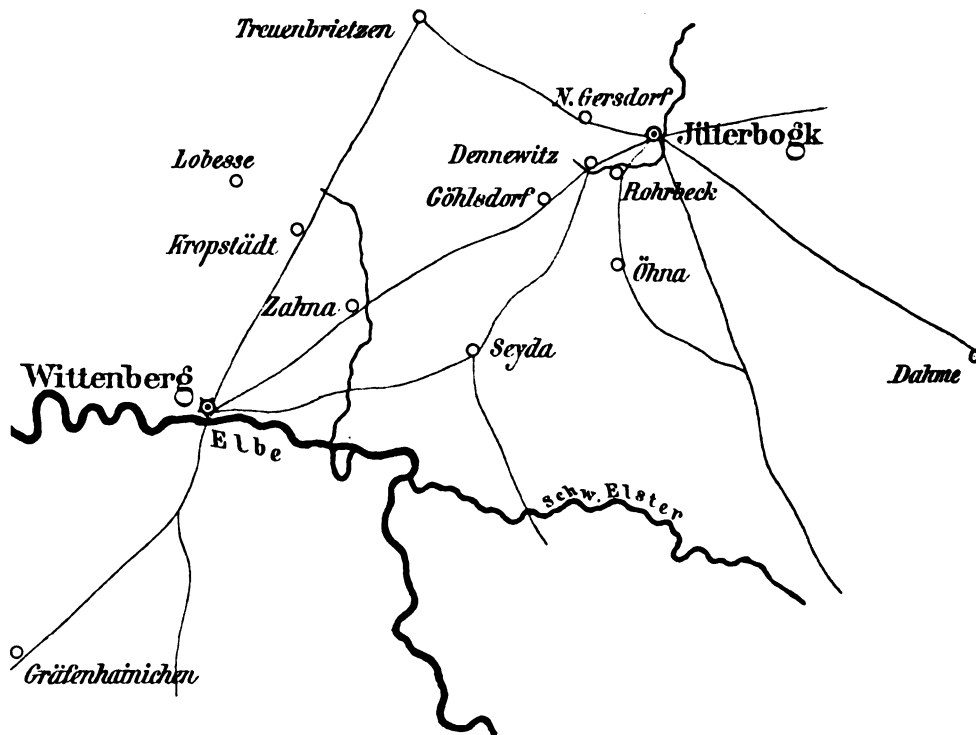 Treuenbrietzen
N. Gersdorf
Jüterbogk
Lobesse
Dennewitz
Göhlsdorf
Rohrbeck
Kropstädt
Öhna
Zahna
Seyda
Wittenberg
Dahme
Elbe
Schw. Elster
Gräfenhainichen